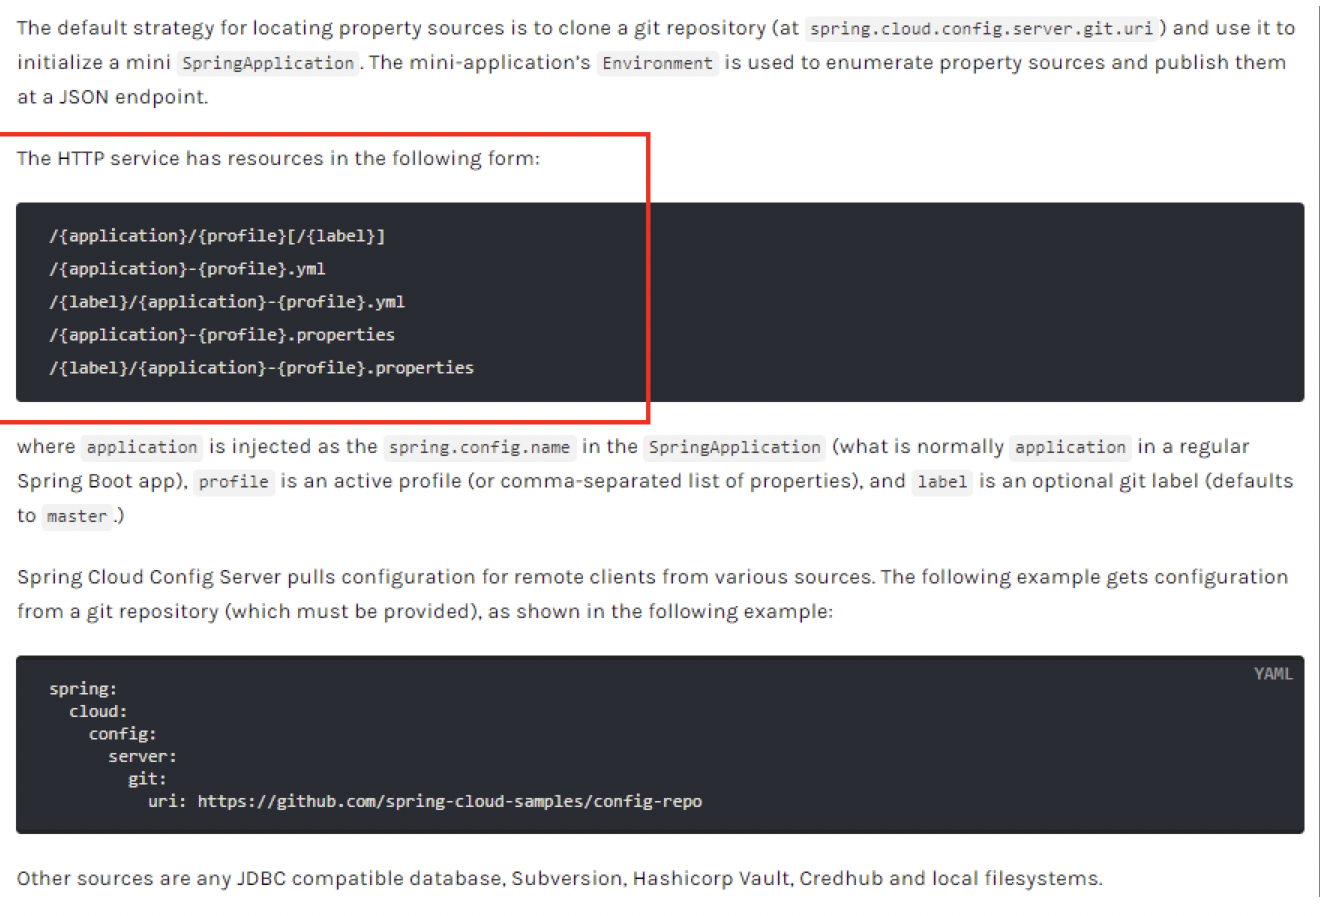 The default strategy for locating property sources is to clone a git repository (at spring.cloud.config.server.git.uri) and use it to
initialize a mini SpringApplication. The mini-application's Environment is used to enumerate property sources and publish them
at a JSON endpoint.
The HTTP service has resources in the following form:
/{application}/{profile}[/{label}]
/{application}-{profile}.yml
/{label}/{application}-{profile}.yml
/{application}-{profile}.properties
/{label}/{application}-{profile}.properties
where application is injected as the spring.config.name in the SpringApplication (what is normally application in a regular
Spring Boot app), profile is an active profile (or comma-separated list of properties), and label is an optional git label (defaults
to master.)
Spring Cloud Config Server pulls configuration for remote clients from various sources. The following example gets configuration
from a git repository (which must be provided), as shown in the following example:
YAML
spring:
  cloud:
    config:
      server:
        git:
          uri: https://github.com/spring-cloud-samples/config-repo
Other sources are any JDBC compatible database, Subversion, Hashicorp Vault, Credhub and local filesystems.